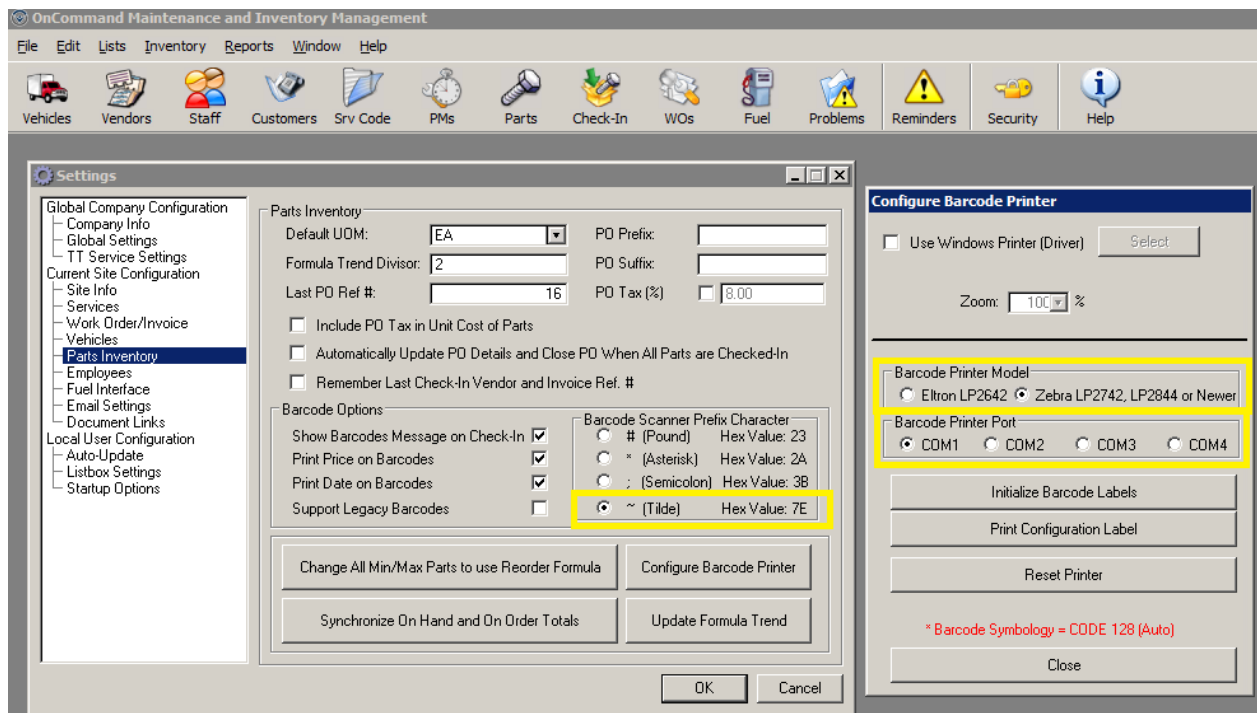 OnCommand Maintenance and Inventory Management
File Edit Lists Inventory Reports Window Help
Vehicles Vendors Staff Customers Srv Code PMs Parts Check-In WOs Fuel Problems Reminders Security Help
Settings
Global Company Configuration
Company Info
Global Settings
TT Service Settings
Current Site Configuration
Site Info
Services
Work Order/Invoice
Vehicles
Parts Inventory
Employees
Fuel Interface
Email Settings
Document Links
Local User Configuration
Auto-Update
Listbox Settings
Startup Options
Parts Inventory
Default UOM: EA PO Prefix:
Formula Trend Divisor: 2 PO Suffix:
Last PO Ref #: 16 PO Tax (%) 8.00
Include PO Tax in Unit Cost of Parts
Automatically Update PO Details and Close PO When All Parts are Checked-In
Remember Last Check-In Vendor and Invoice Ref. #
Barcode Options
Show Barcodes Message on Check-In
Print Price on Barcodes
Print Date on Barcodes
Support Legacy Barcodes
Barcode Scanner Prefix Character
# (Pound) Hex Value: 23
* (Asterisk) Hex Value: 2A
; (Semicolon) Hex Value: 3B
~ (Tilde) Hex Value: 7E
Change All Min/Max Parts to use Reorder Formula Configure Barcode Printer
Synchronize On Hand and On Order Totals Update Formula Trend
OK Cancel
Configure Barcode Printer
Use Windows Printer (Driver) Select
Zoom: 100 %
Barcode Printer Model
Eltron LP2642 Zebra LP2742, LP2844 or Newer
Barcode Printer Port
COM1 COM2 COM3 COM4
Initialize Barcode Labels
Print Configuration Label
Reset Printer
* Barcode Symbology = CODE 128 (Auto)
Close